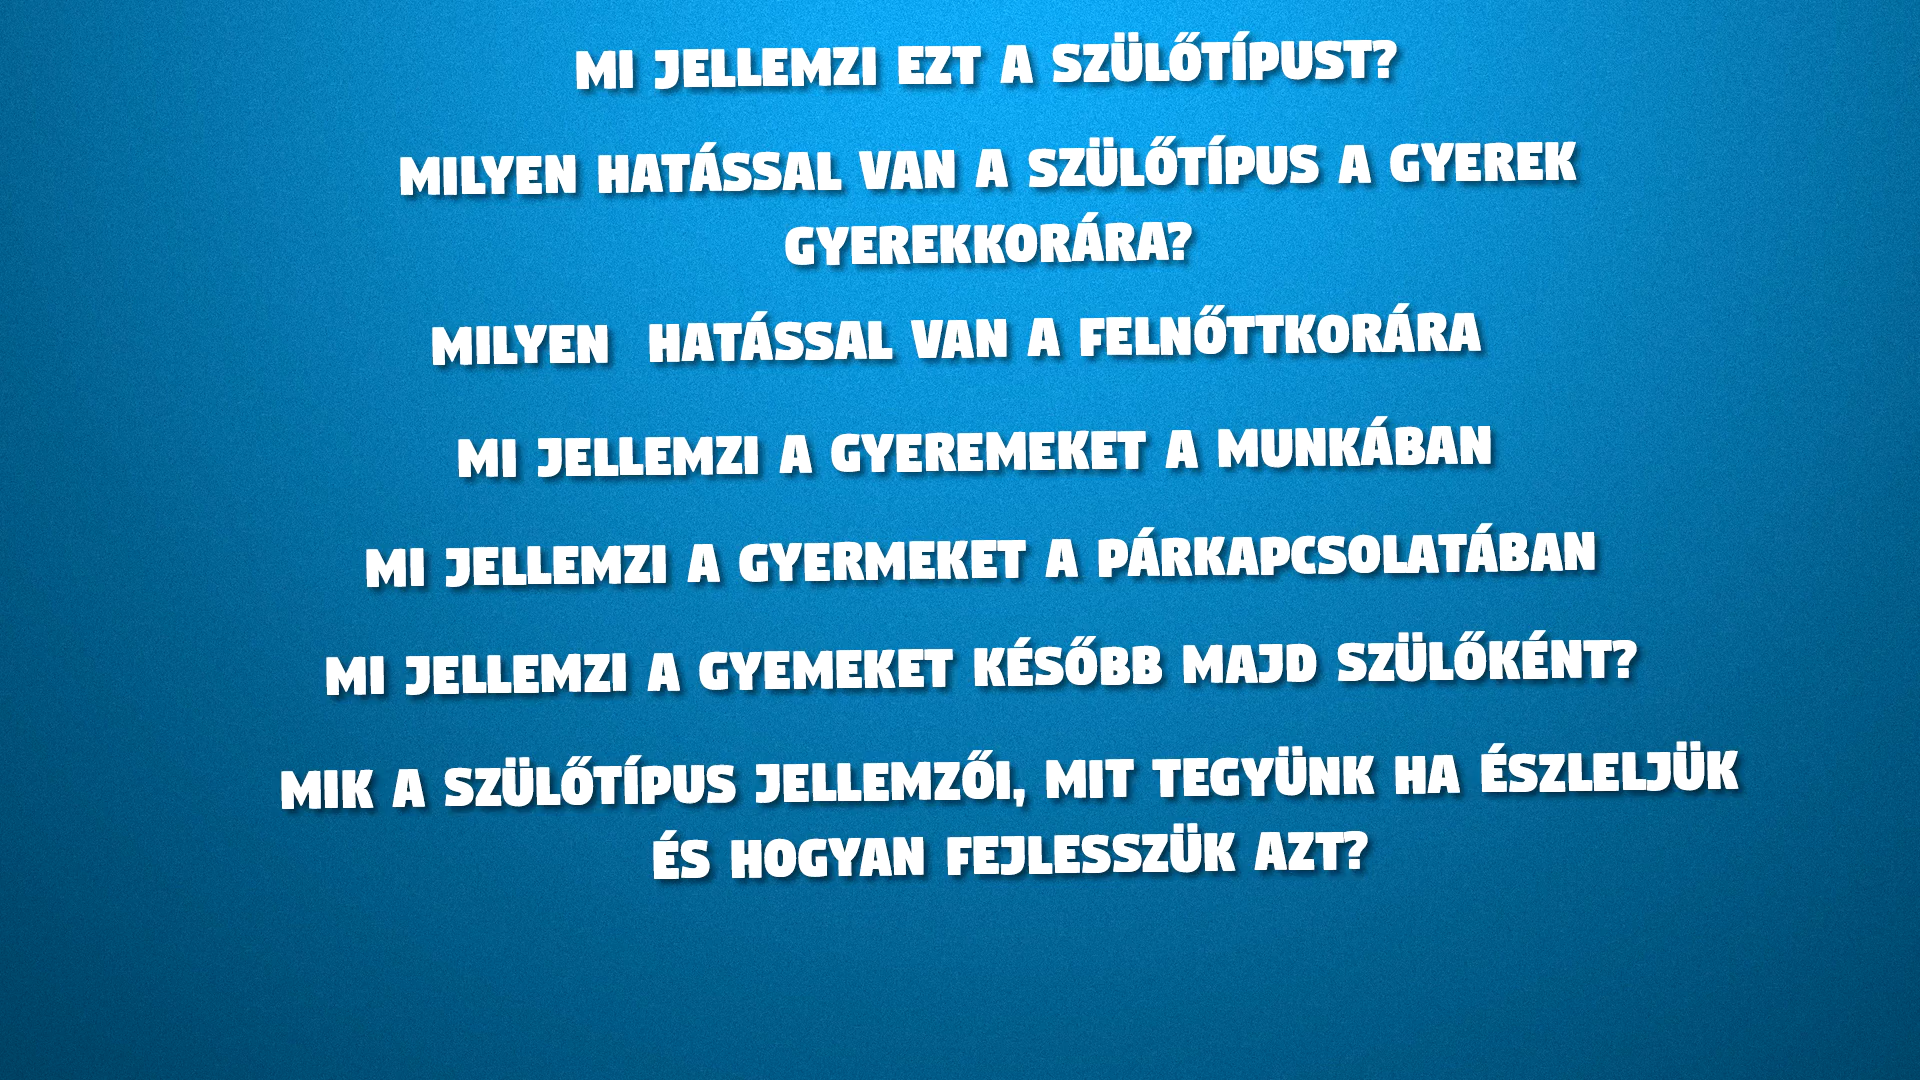 MI JELLEMZI EZT A SZÜLŐTÍPUST?
MILYEN HATÁSSAL VAN A SZÜLŐTÍPUS A GYEREK
GYEREKKORÁRA?
MILYEN HATÁSSAL VAN A FELNŐTTKORÁRA
MI JELLEMZI A GYEREMEKET A MUNKÁBAN
MI JELLEMZI A GYERMEKET A PÁRKAPCSOLATÁBAN
MI JELLEMZI A GYEMEKET KÉSŐBB MAJD SZÜLŐKÉNT?
MIK A SZÜLŐTÍPUS JELLEMZŐI, MIT TEGYÜNK HA ÉSZLELJÜK
ÉS HOGYAN FEJLESSZÜK AZT?